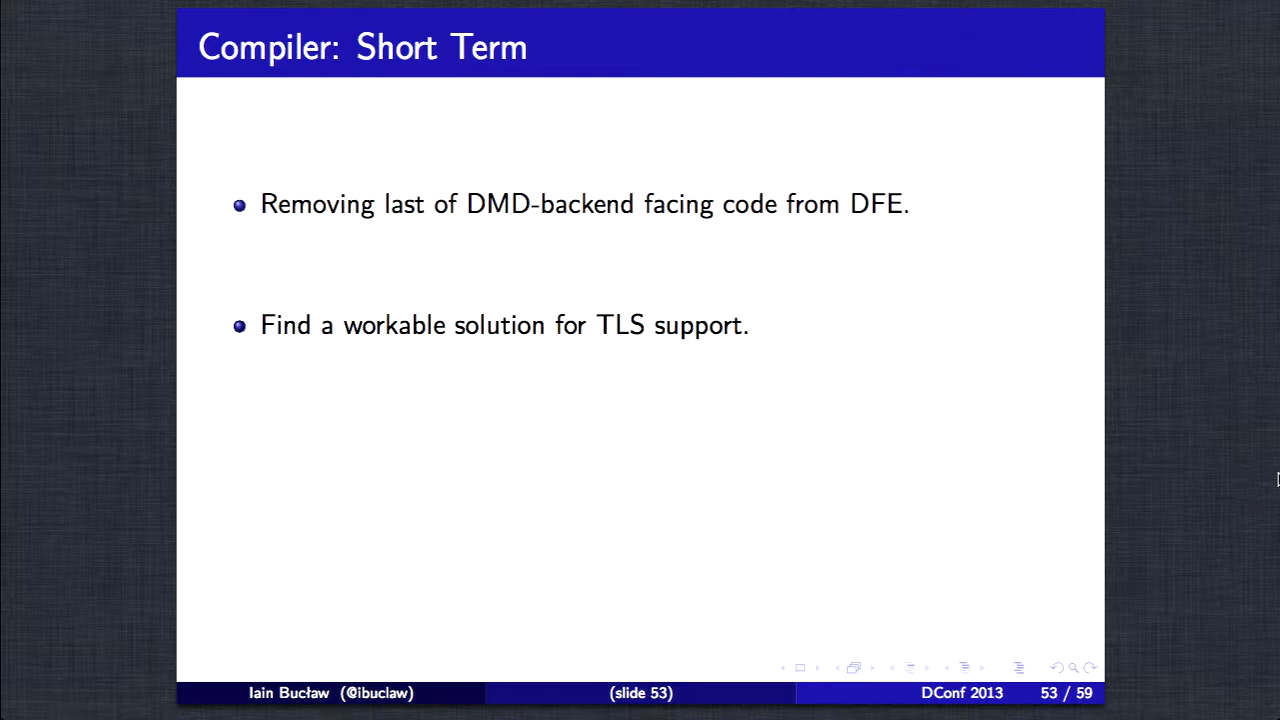 Compiler: Short Term
Removing last of DMD-backend facing code from DFE.
Find a workable solution for TLS support.
Iain Bucław (@ibuclaw) (slide 53) DConf 2013 53 / 59